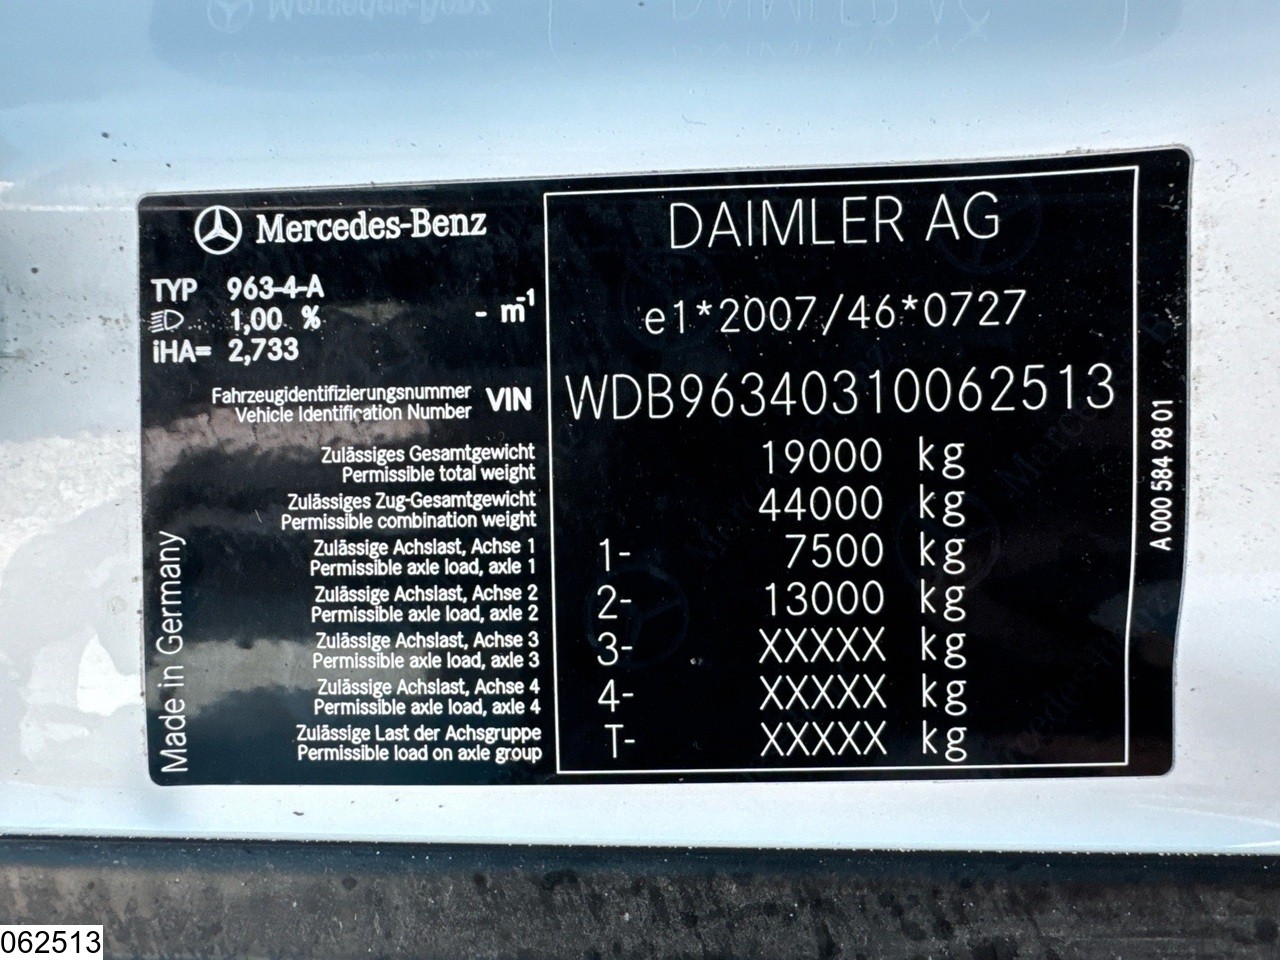 Mercedes-Benz
DAIMLER AG
TYP 963-4-A
1,00 % - m-1
iHA= 2,733
e1*2007/46*0727
Fahrzeugidentifizierungsnummer
Vehicle Identification Number VIN WDB96340310062513
Zulässiges Gesamtgewicht
Permissible total weight 19000 kg
Zulässiges Zug-Gesamtgewicht
Permissible combination weight 44000 kg
Zulässige Achslast, Achse 1
Permissible axle load, axle 1 1- 7500 kg
Zulässige Achslast, Achse 2
Permissible axle load, axle 2 2- 13000 kg
Zulässige Achslast, Achse 3
Permissible axle load, axle 3 3- XXXXX kg
Zulässige Achslast, Achse 4
Permissible axle load, axle 4 4- XXXXX kg
Zulässige Last der Achsgruppe
Permissible load on axle group T- XXXXX kg
Made in Germany
A 000 584 98 01
062513